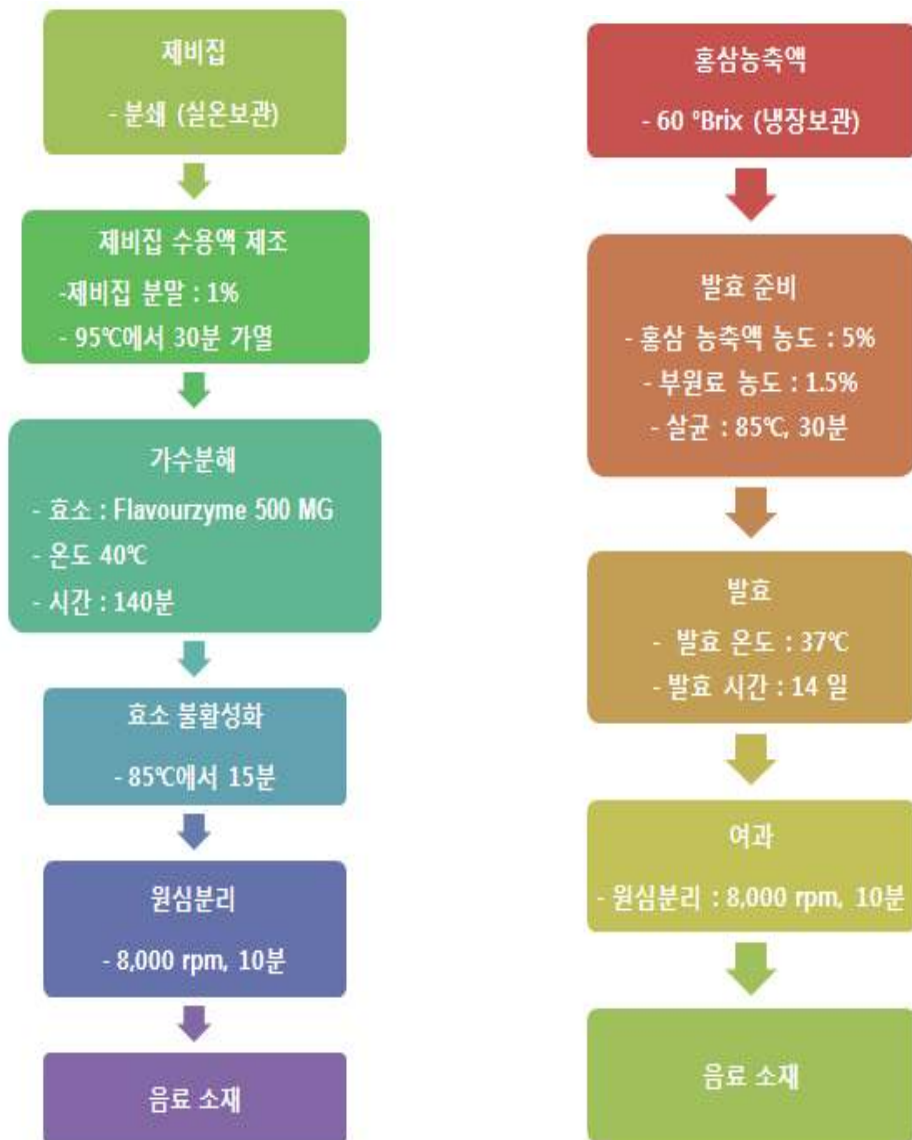 제비집
- 분쇄 (실온보관)
제비집 수용액 제조
-제비집 분말 : 1%
- 95℃에서 30분 가열
가수분해
- 효소 : Flavourzyme 500 MG
- 온도 40℃
- 시간 : 140분
효소 불활성화
- 85℃에서 15분
원심분리
- 8,000 rpm, 10분
음료 소재
홍삼농축액
- 60 °Brix (냉장보관)
발효 준비
- 홍삼 농축액 농도 : 5%
- 부원료 농도 : 1.5%
- 살균 : 85℃, 30분
발효
- 발효 온도 : 37℃
- 발효 시간 : 14 일
여과
- 원심분리 : 8,000 rpm, 10분
음료 소재